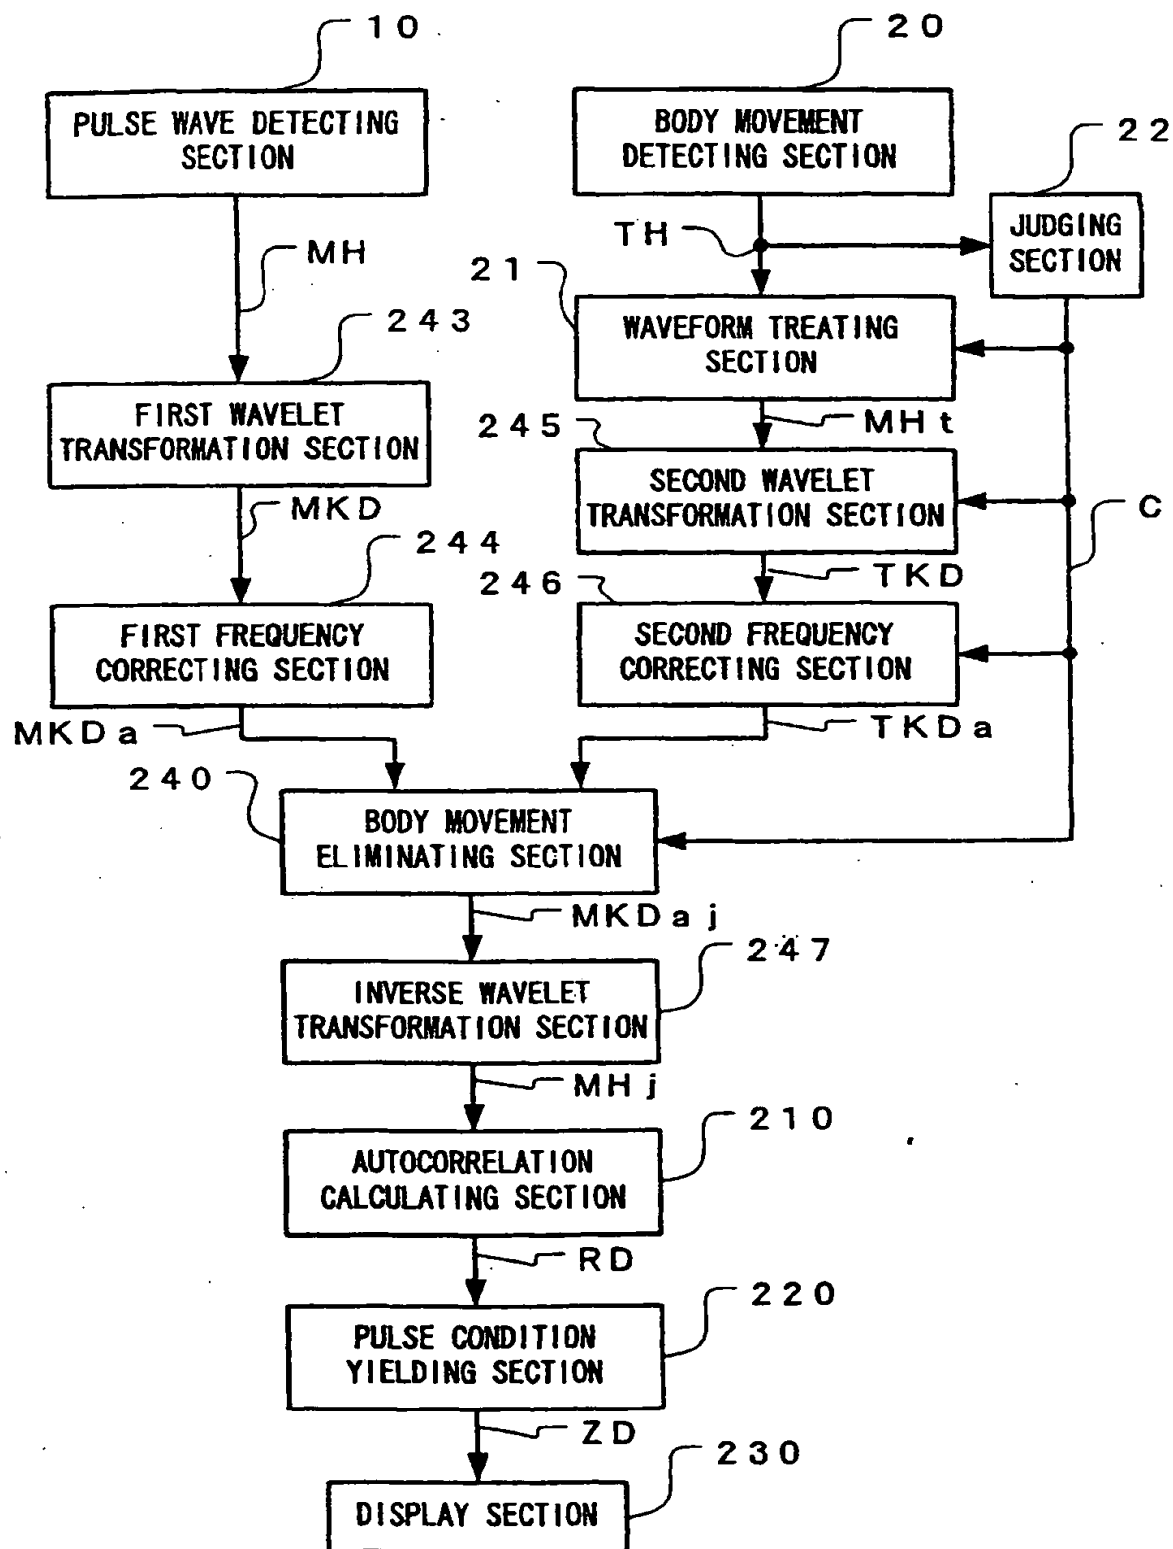 10
20
PULSE WAVE DETECTING
SECTION
BODY MOVEMENT
DETECTING SECTION
22
JUDGING
SECTION
MH
TH
21
243
WAVEFORM TREATING
SECTION
FIRST WAVELET
TRANSFORMATION SECTION
MHt
245
SECOND WAVELET
TRANSFORMATION SECTION
C
MKD
244
TKD
246
FIRST FREQUENCY
CORRECTING SECTION
SECOND FREQUENCY
CORRECTING SECTION
MKDa
TKDa
240
BODY MOVEMENT
ELIMINATING SECTION
MKDaj
247
INVERSE WAVELET
TRANSFORMATION SECTION
MHj
210
AUTOCORRELATION
CALCULATING SECTION
RD
220
PULSE CONDITION
YIELDING SECTION
ZD
230
DISPLAY SECTION